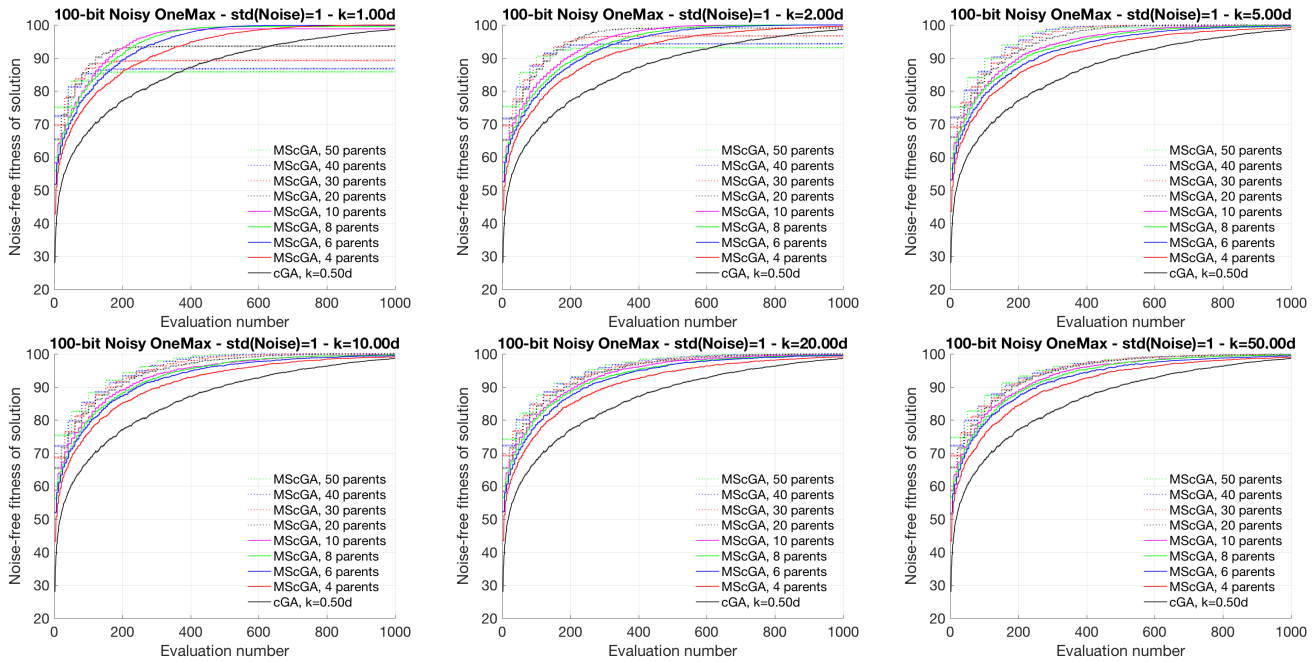 100-bit Noisy OneMax - std(Noise)=1 - k=1.00d
Noise-free fitness of solution
100
90
80
70
60
50
40
30
20
MScGA, 50 parents
MScGA, 40 parents
MScGA, 30 parents
MScGA, 20 parents
MScGA, 10 parents
MScGA, 8 parents
MScGA, 6 parents
MScGA, 4 parents
cGA, k=0.50d
0 200 400 600 800 1000
Evaluation number
100-bit Noisy OneMax - std(Noise)=1 - k=2.00d
Noise-free fitness of solution
100
90
80
70
60
50
40
30
20
MScGA, 50 parents
MScGA, 40 parents
MScGA, 30 parents
MScGA, 20 parents
MScGA, 10 parents
MScGA, 8 parents
MScGA, 6 parents
MScGA, 4 parents
cGA, k=0.50d
0 200 400 600 800 1000
Evaluation number
100-bit Noisy OneMax - std(Noise)=1 - k=5.00d
Noise-free fitness of solution
100
90
80
70
60
50
40
30
20
MScGA, 50 parents
MScGA, 40 parents
MScGA, 30 parents
MScGA, 20 parents
MScGA, 10 parents
MScGA, 8 parents
MScGA, 6 parents
MScGA, 4 parents
cGA, k=0.50d
0 200 400 600 800 1000
Evaluation number
100-bit Noisy OneMax - std(Noise)=1 - k=10.00d
Noise-free fitness of solution
100
90
80
70
60
50
40
30
20
MScGA, 50 parents
MScGA, 40 parents
MScGA, 30 parents
MScGA, 20 parents
MScGA, 10 parents
MScGA, 8 parents
MScGA, 6 parents
MScGA, 4 parents
cGA, k=0.50d
0 200 400 600 800 1000
Evaluation number
100-bit Noisy OneMax - std(Noise)=1 - k=20.00d
Noise-free fitness of solution
100
90
80
70
60
50
40
30
20
MScGA, 50 parents
MScGA, 40 parents
MScGA, 30 parents
MScGA, 20 parents
MScGA, 10 parents
MScGA, 8 parents
MScGA, 6 parents
MScGA, 4 parents
cGA, k=0.50d
0 200 400 600 800 1000
Evaluation number
100-bit Noisy OneMax - std(Noise)=1 - k=50.00d
Noise-free fitness of solution
100
90
80
70
60
50
40
30
20
MScGA, 50 parents
MScGA, 40 parents
MScGA, 30 parents
MScGA, 20 parents
MScGA, 10 parents
MScGA, 8 parents
MScGA, 6 parents
MScGA, 4 parents
cGA, k=0.50d
0 200 400 600 800 1000
Evaluation number